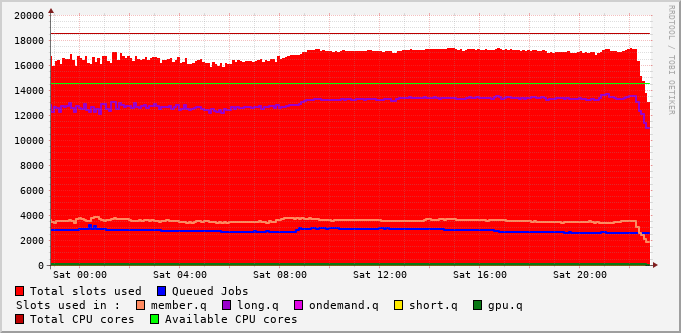 20000
18000
16000
14000
12000
10000
8000
6000
4000
2000
0
Sat 00:00 Sat 04:00 Sat 08:00 Sat 12:00 Sat 16:00 Sat 20:00
RRDTOOL / TOBI OETIKER
Total slots used Queued Jobs
Slots used in : member.q long.q ondemand.q short.q gpu.q
Total CPU cores Available CPU cores